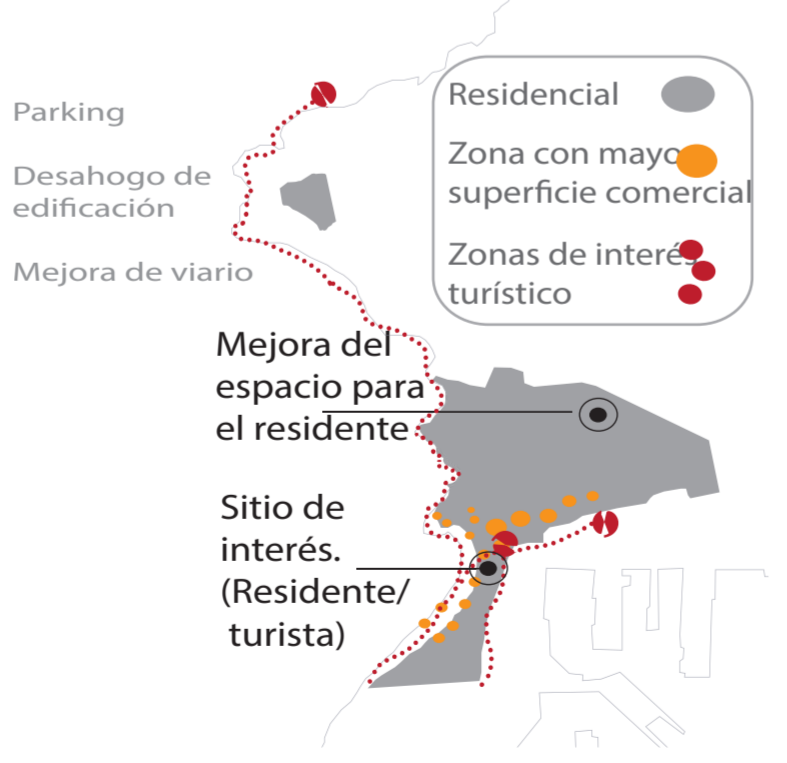 Parking
Desahogo de
edificación
Mejora de viario
Residencial
Zona con mayo
superficie comercial
Zonas de interés
turístico
Mejora del
espacio para
el residente
Sitio de
interés.
(Residente/
turista)